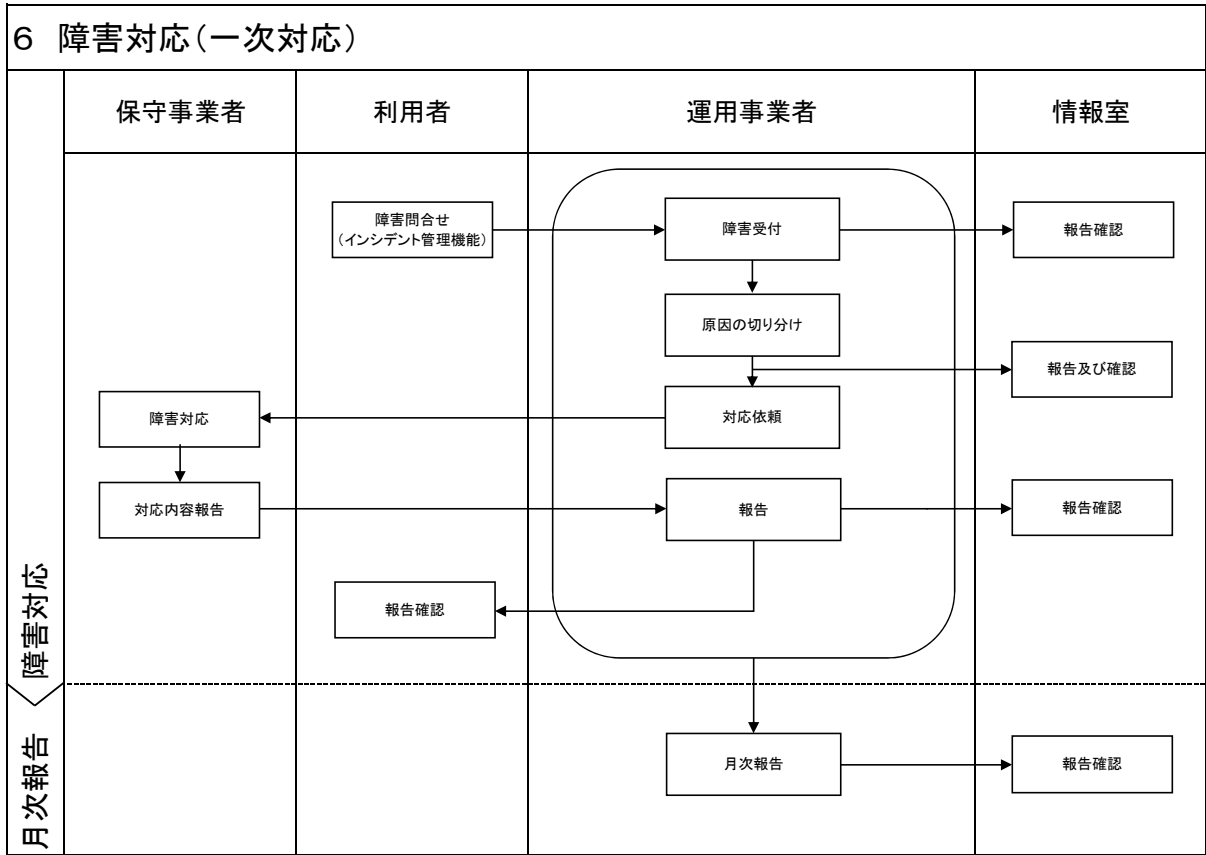 ６ 障害対応（一次対応）
保守事業者
利用者
運用事業者
情報室
障害問合せ
（インシデント管理機能）
障害受付
報告確認
原因の切り分け
報告及び確認
障害対応
対応依頼
対応内容報告
報告
報告確認
報告確認
障害対応
月次報告
報告確認
月次報告